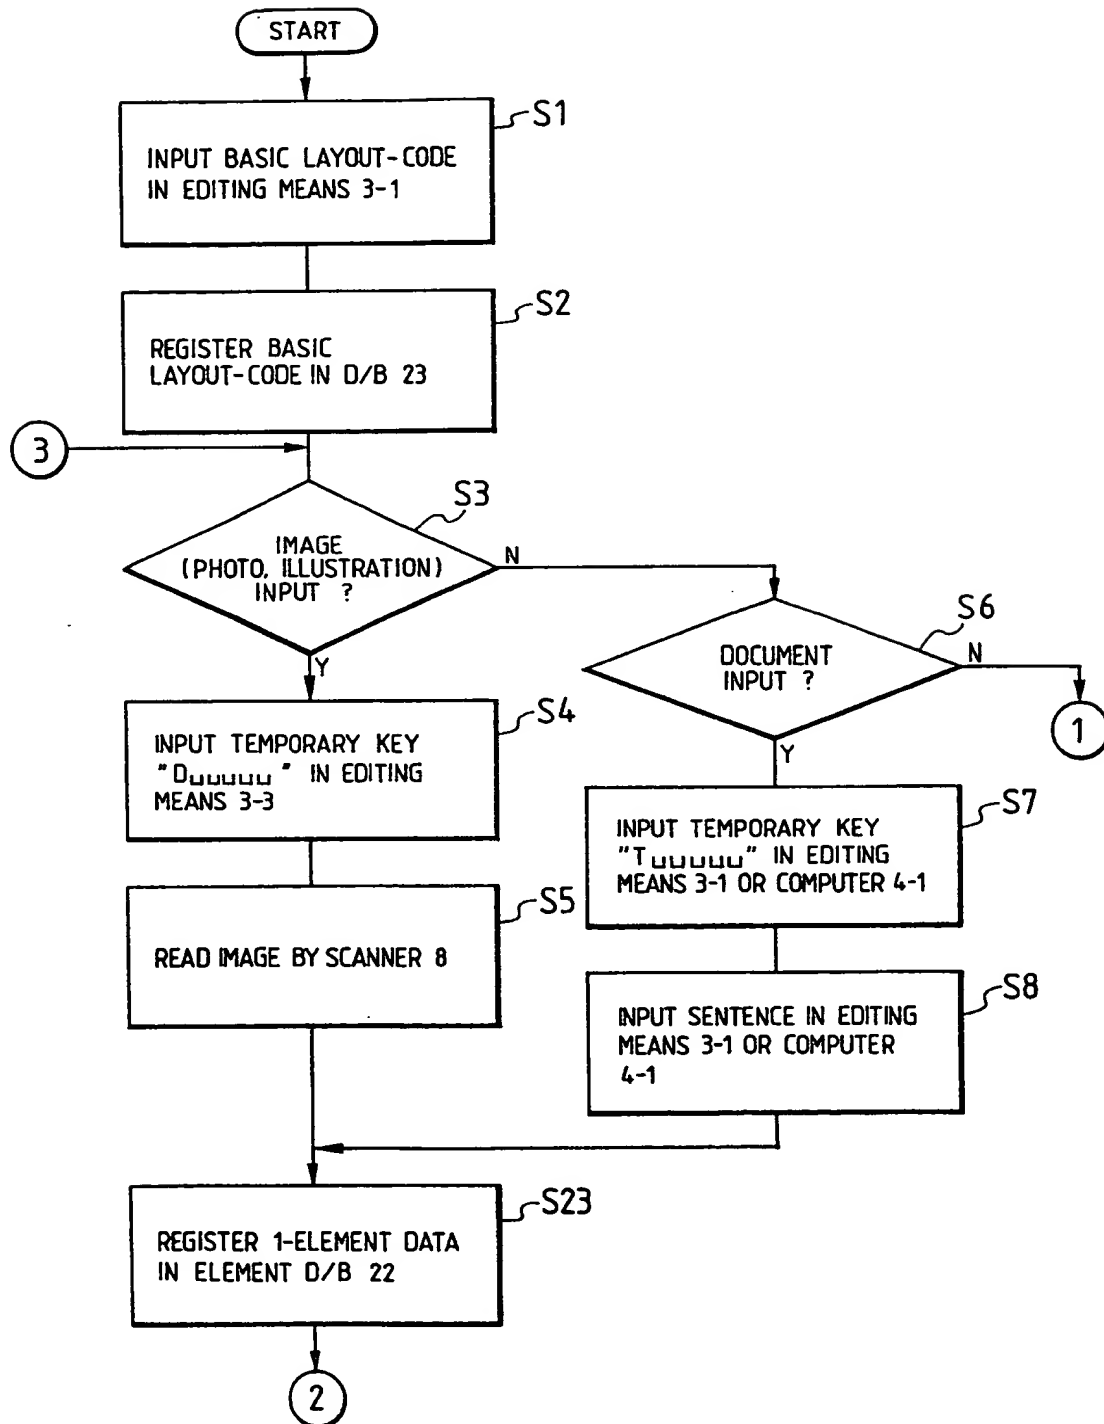 START
S1
INPUT BASIC LAYOUT-CODE
IN EDITING MEANS 3-1
S2
REGISTER BASIC
LAYOUT-CODE IN D/B 23
3
S3
IMAGE
(PHOTO, ILLUSTRATION)
INPUT ?
N
Y
S6
DOCUMENT
INPUT ?
N
Y
1
S4
INPUT TEMPORARY KEY
"D␣␣␣␣␣" IN EDITING
MEANS 3-3
S7
INPUT TEMPORARY KEY
"T␣␣␣␣␣" IN EDITING
MEANS 3-1 OR COMPUTER 4-1
S5
READ IMAGE BY SCANNER 8
S8
INPUT SENTENCE IN EDITING
MEANS 3-1 OR COMPUTER
4-1
S23
REGISTER 1-ELEMENT DATA
IN ELEMENT D/B 22
2